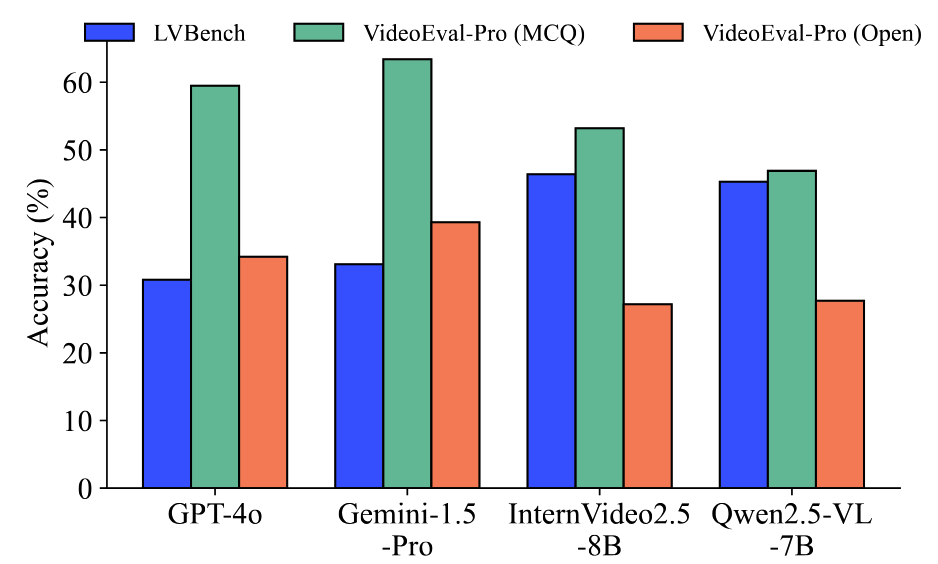 LVBench VideoEval-Pro (MCQ) VideoEval-Pro (Open)
Accuracy (%)
60
50
40
30
20
10
0
GPT-4o Gemini-1.5 InternVideo2.5 Qwen2.5-VL
-Pro -8B -7B